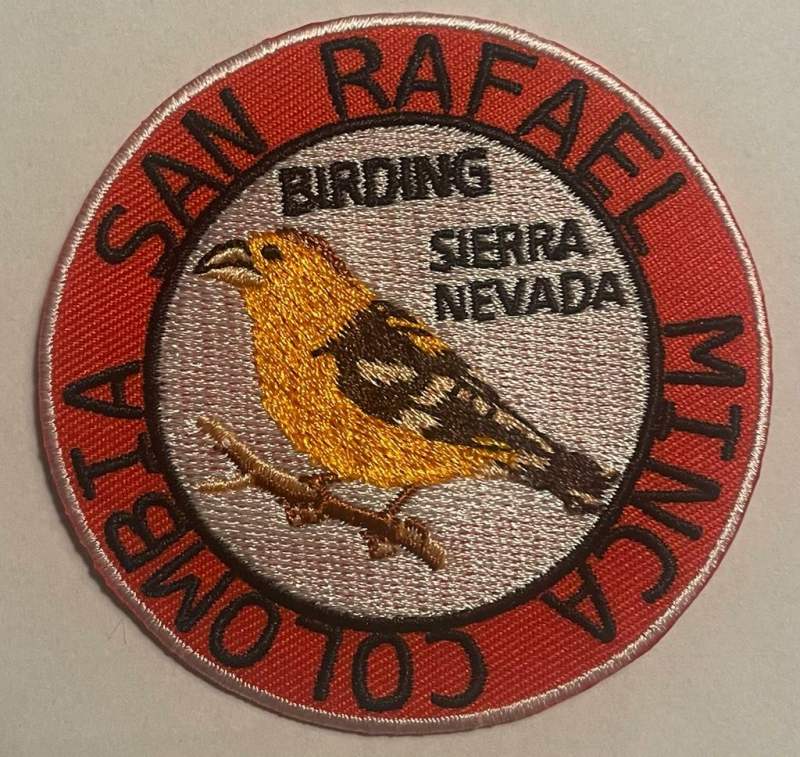 SAN RAFAEL MINCA COLOMBIA
BIRDING
SIERRA
NEVADA